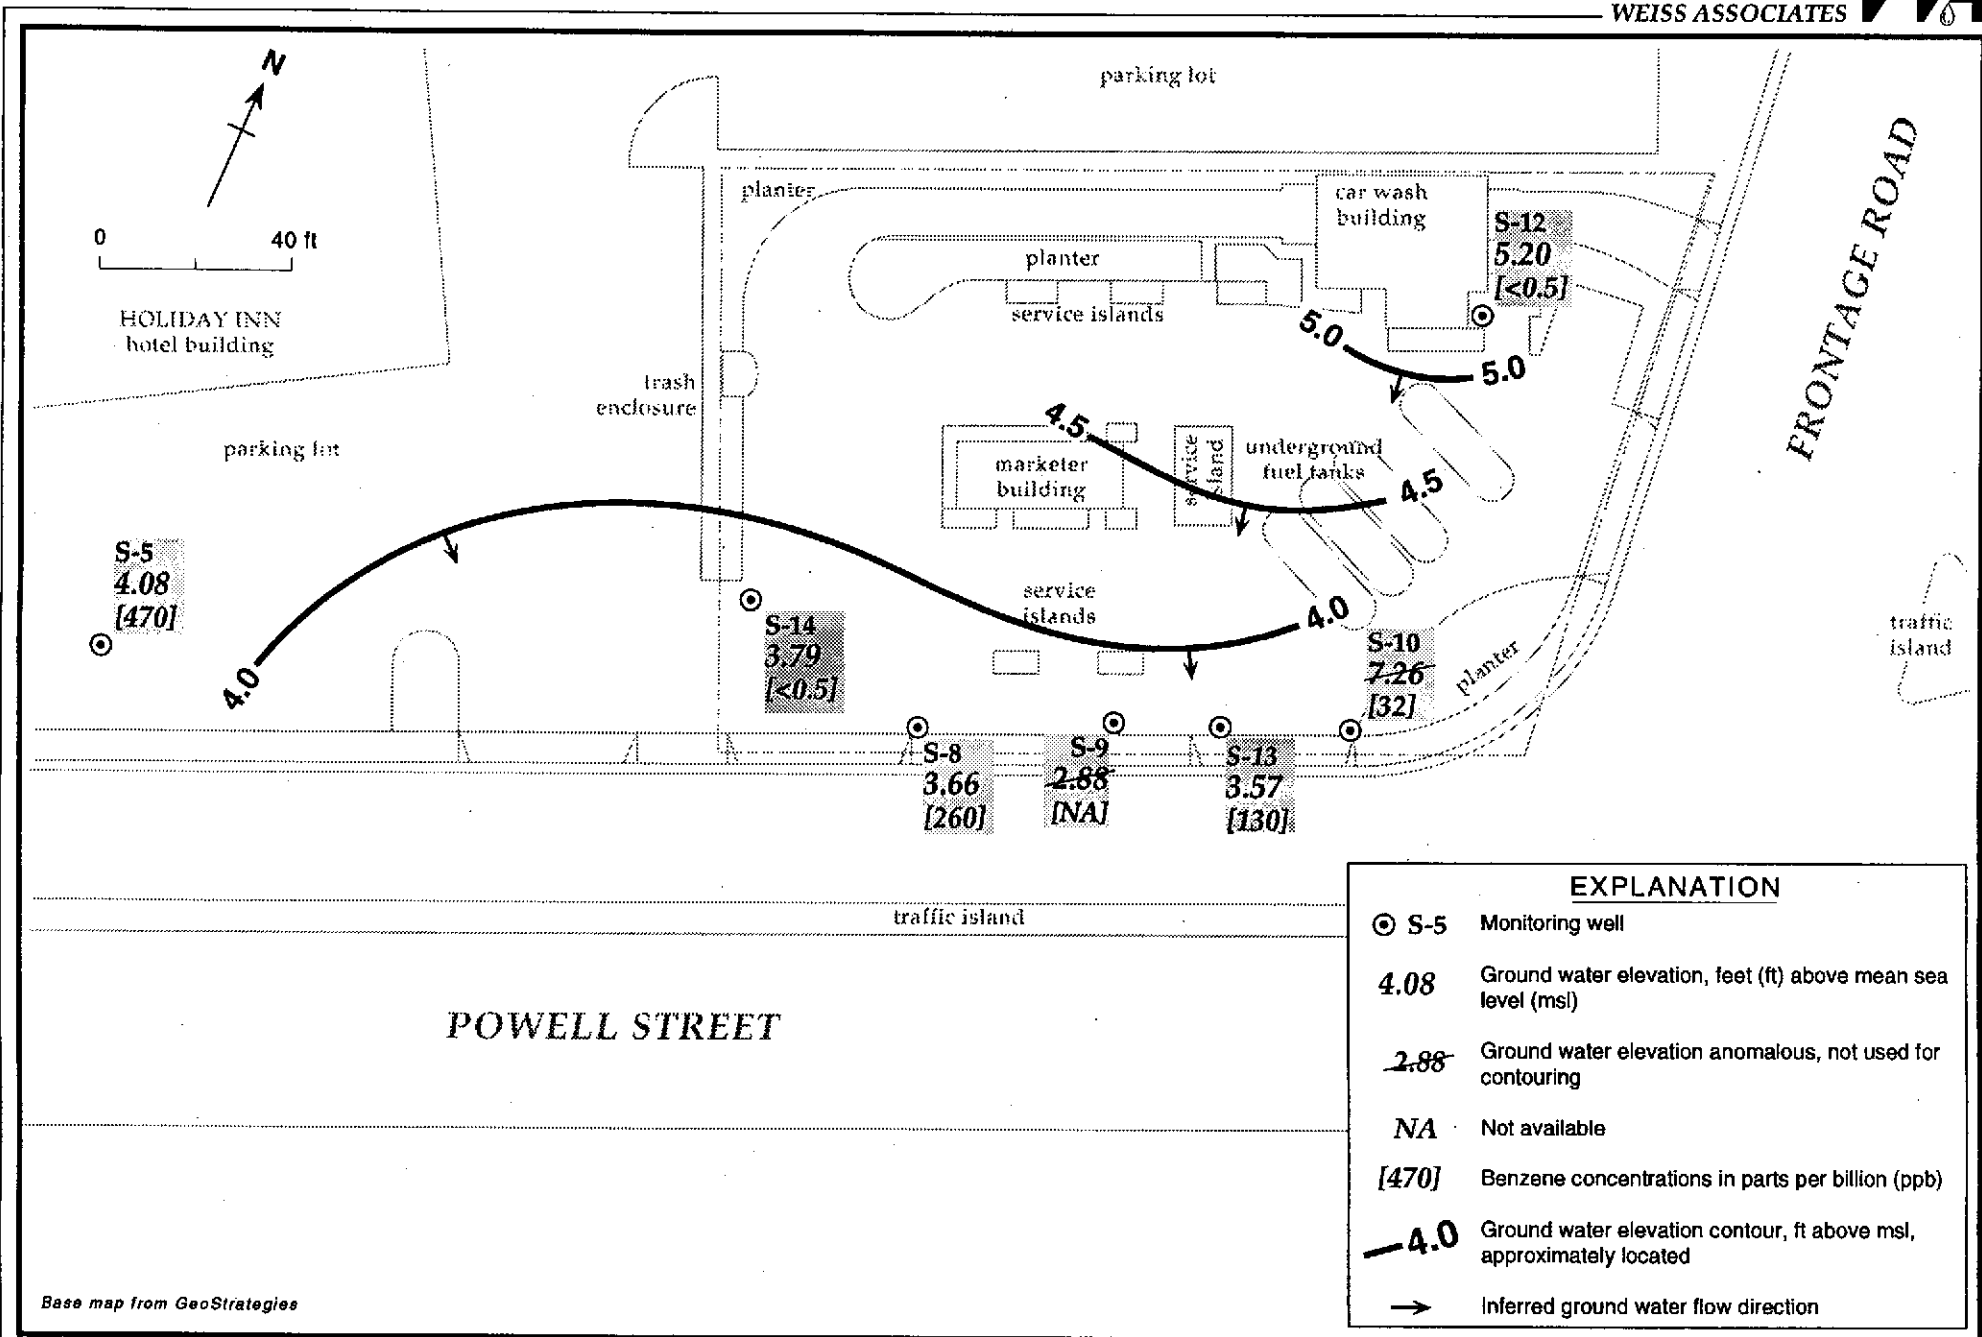 WEISS ASSOCIATES
N
parking lot
0 40 ft
HOLIDAY INN
hotel building
planter
car wash
building
S-12
5.20
[<0.5]
planter
service islands
5.0
5.0
FRONTAGE ROAD
trash
enclosure
parking lot
4.5
marketer
building
service
island
underground
fuel tanks
4.5
S-5
4.08
[470]
4.0
S-14
3.79
[<0.5]
service
islands
4.0
S-10
7.26
[32]
planter
traffic
island
S-8
3.66
[260]
S-9
2.88
[NA]
S-13
3.57
[130]
traffic island
POWELL STREET
EXPLANATION
S-5 Monitoring well
4.08 Ground water elevation, feet (ft) above mean sea
level (msl)
2.88 Ground water elevation anomalous, not used for
contouring
NA Not available
[470] Benzene concentrations in parts per billion (ppb)
4.0 Ground water elevation contour, ft above msl,
approximately located
Inferred ground water flow direction
Base map from GeoStrategies